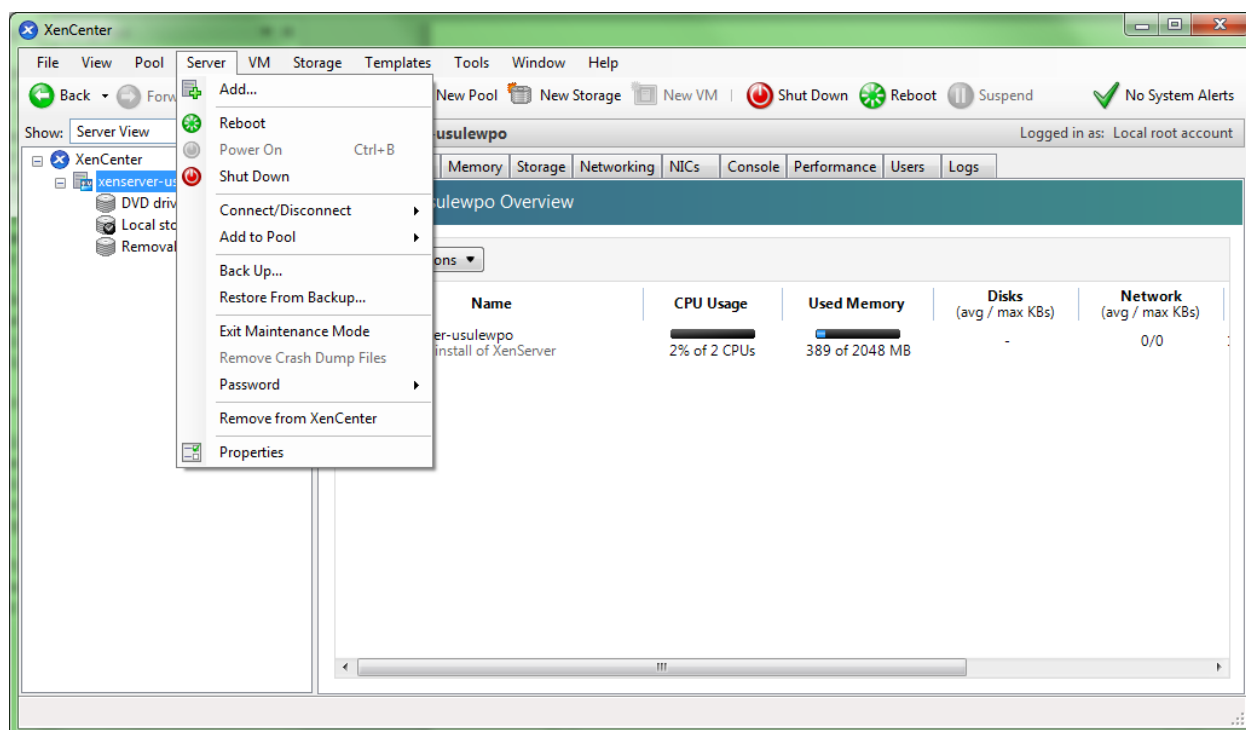 XenCenter
File View Pool Server VM Storage Templates Tools Window Help
Back New Pool New Storage New VM Shut Down Reboot Suspend No System Alerts
Show: Server View usulewpo Logged in as: Local root account
XenCenter
Memory Storage Networking NICs Console Performance Users Logs
DVD
Local
Overview
Add...
Reboot
Power On Ctrl+B
Shut Down
Connect/Disconnect
Add to Pool
Back Up...
Restore From Backup...
Exit Maintenance Mode
Remove Crash Dump Files
Password
Remove from XenCenter
Properties
Name CPU Usage Used Memory Disks Network
(avg / max KBs) (avg / max KBs)
er-usulewpo
install of XenServer 2% of 2 CPUs 389 of 2048 MB - 0/0